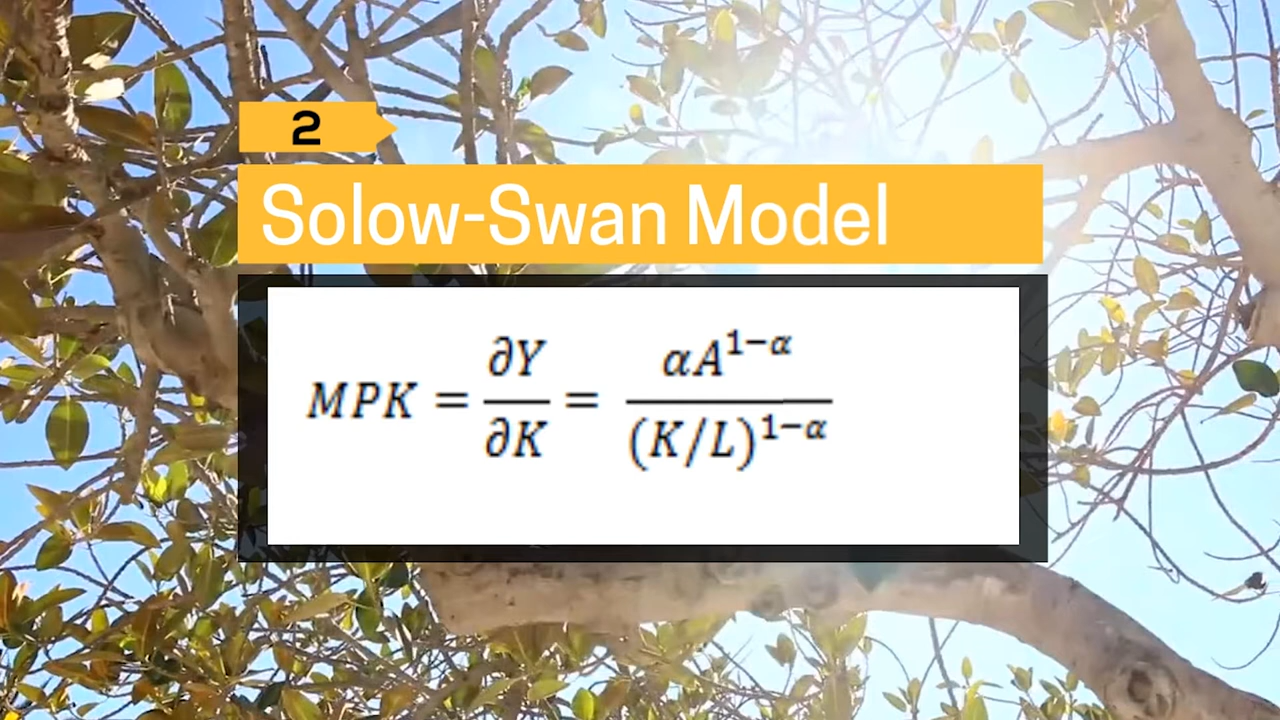 2
Solow-Swan Model
MPK = ∂Y/∂K = αA^{1−α}/(K/L)^{1−α}